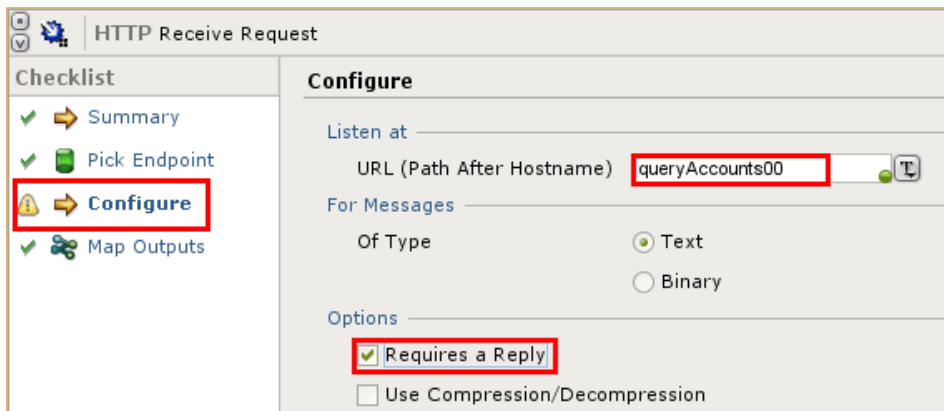 HTTP Receive Request
Checklist
Summary
Pick Endpoint
Configure
Map Outputs
Configure
Listen at
URL (Path After Hostname) queryAccounts00 T
For Messages
Of Type Text
Binary
Options
Requires a Reply
Use Compression/Decompression